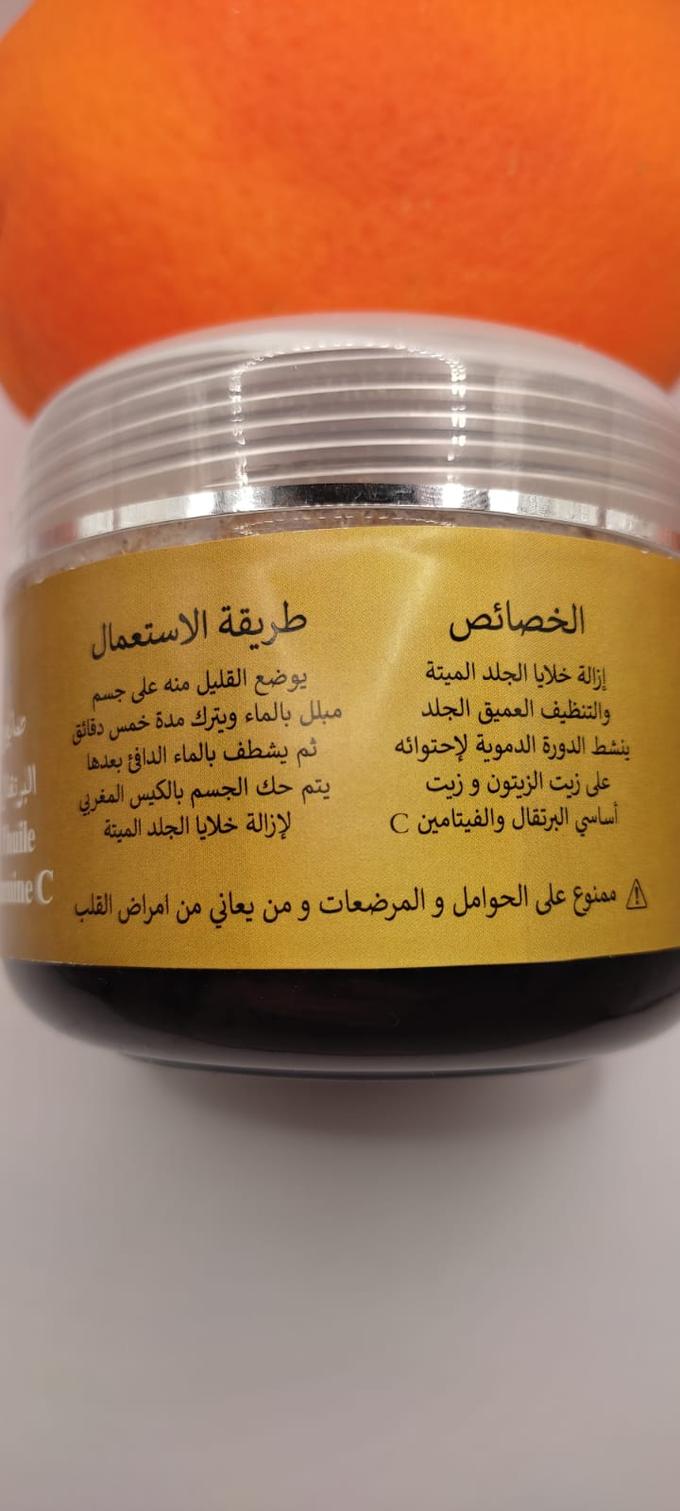 الخصائص
إزالة خلايا الجلد الميتة
والتنظيف العميق الجلد
ينشط الدورة الدموية لإحتوائه
على زيت الزيتون و زيت
أساسي البرتقال والفيتامين C
طريقة الاستعمال
يوضع القليل منه على جسم
مبلل بالماء ويترك مدة خمس دقائق
ثم يشطف بالماء الدافئ بعدها
يتم حك الجسم بالكيس المغربي
لإزالة خلايا الجلد الميتة
⚠ ممنوع على الحوامل و المرضعات و من يعاني من امراض القلب
C